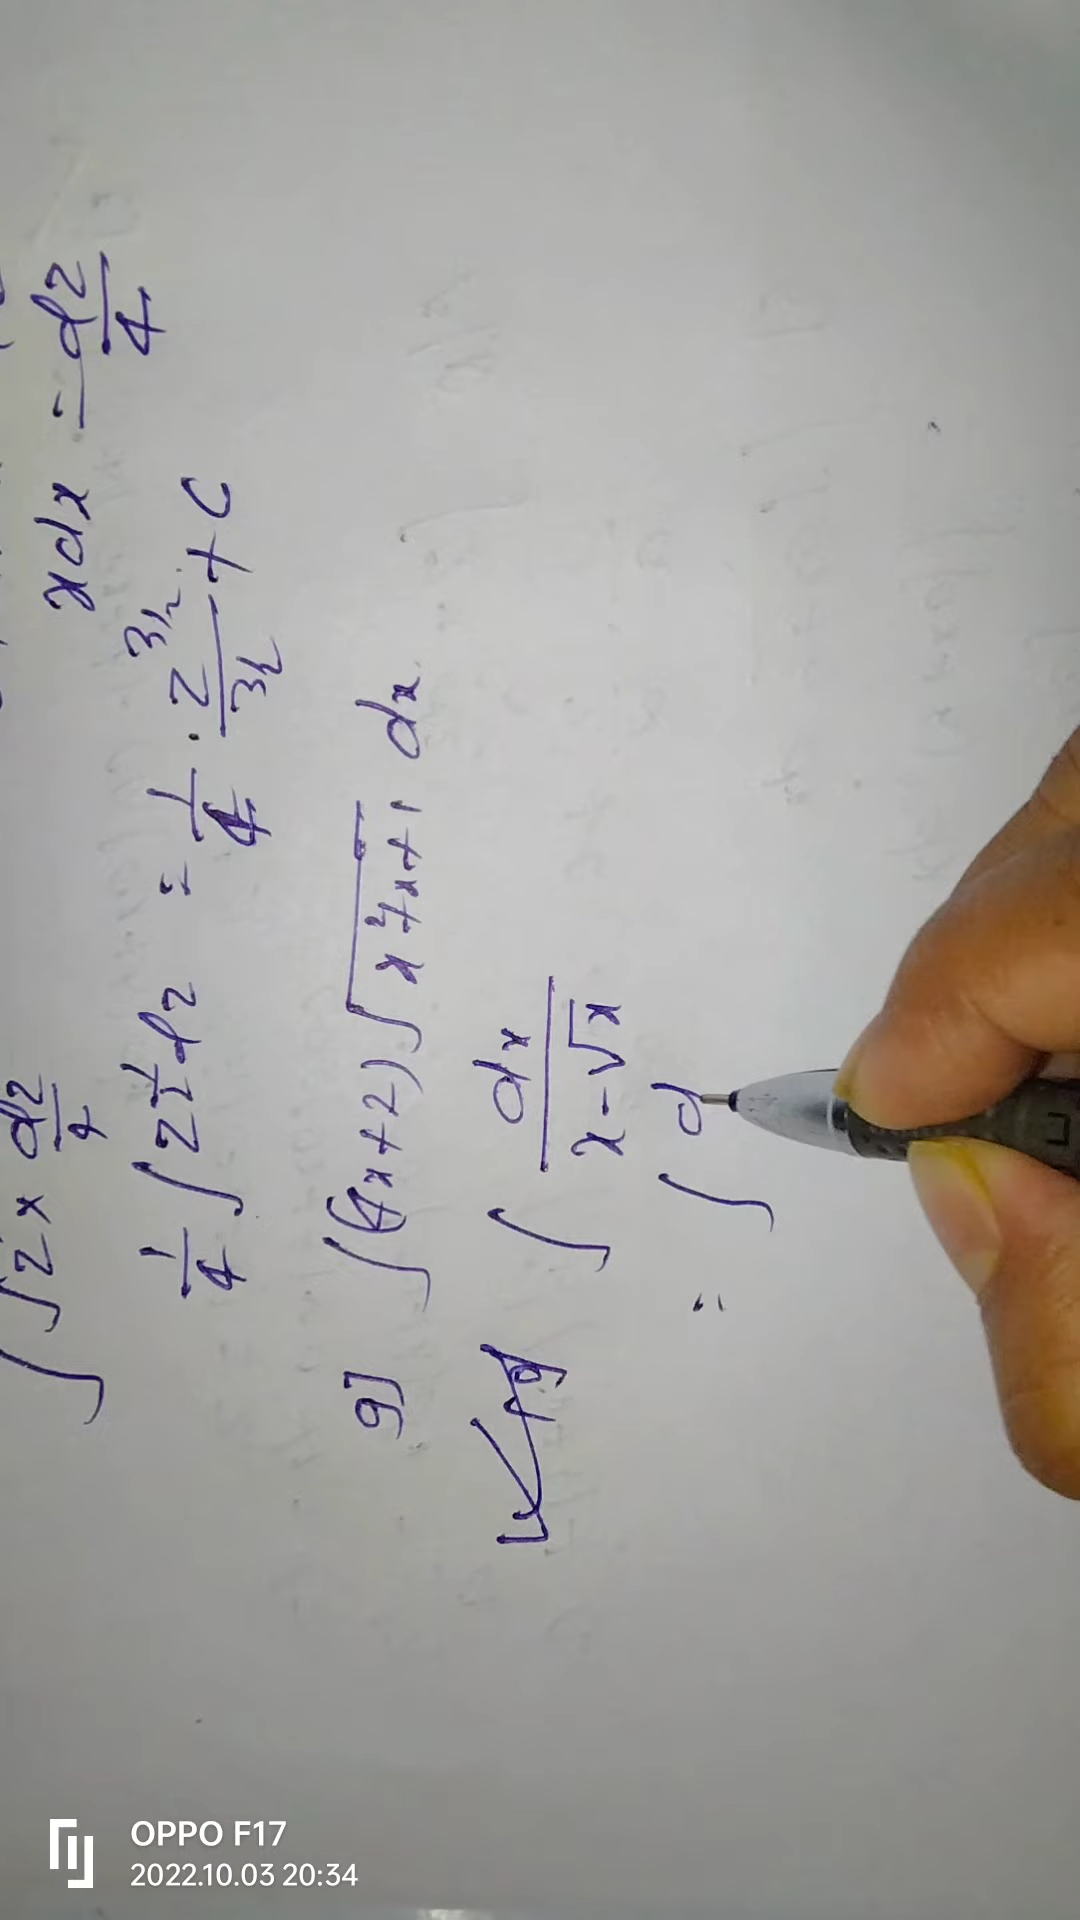 ∫√z × dz/4    xdx = dz/4
1/4 ∫ z^1/2 dz = 1/4 · z^3/2 / 3/2 + C
9] ∫(4x+2)√x²+x+1 dx
∫ dx / x-√x
= ∫ d
OPPO F17
2022.10.03 20:34